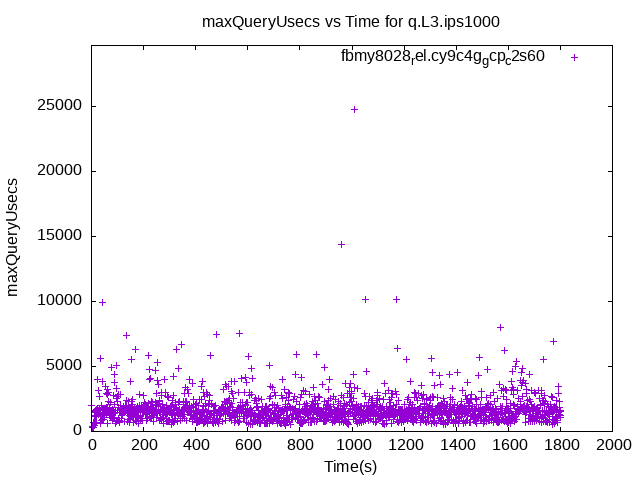 maxQueryUsecs vs Time for q.L3.ips1000
fbmy8028rel.cy9c4ggcpc2s60
25000
20000
15000
10000
5000
0
maxQueryUsecs
0 200 400 600 800 1000 1200 1400 1600 1800 2000
Time(s)